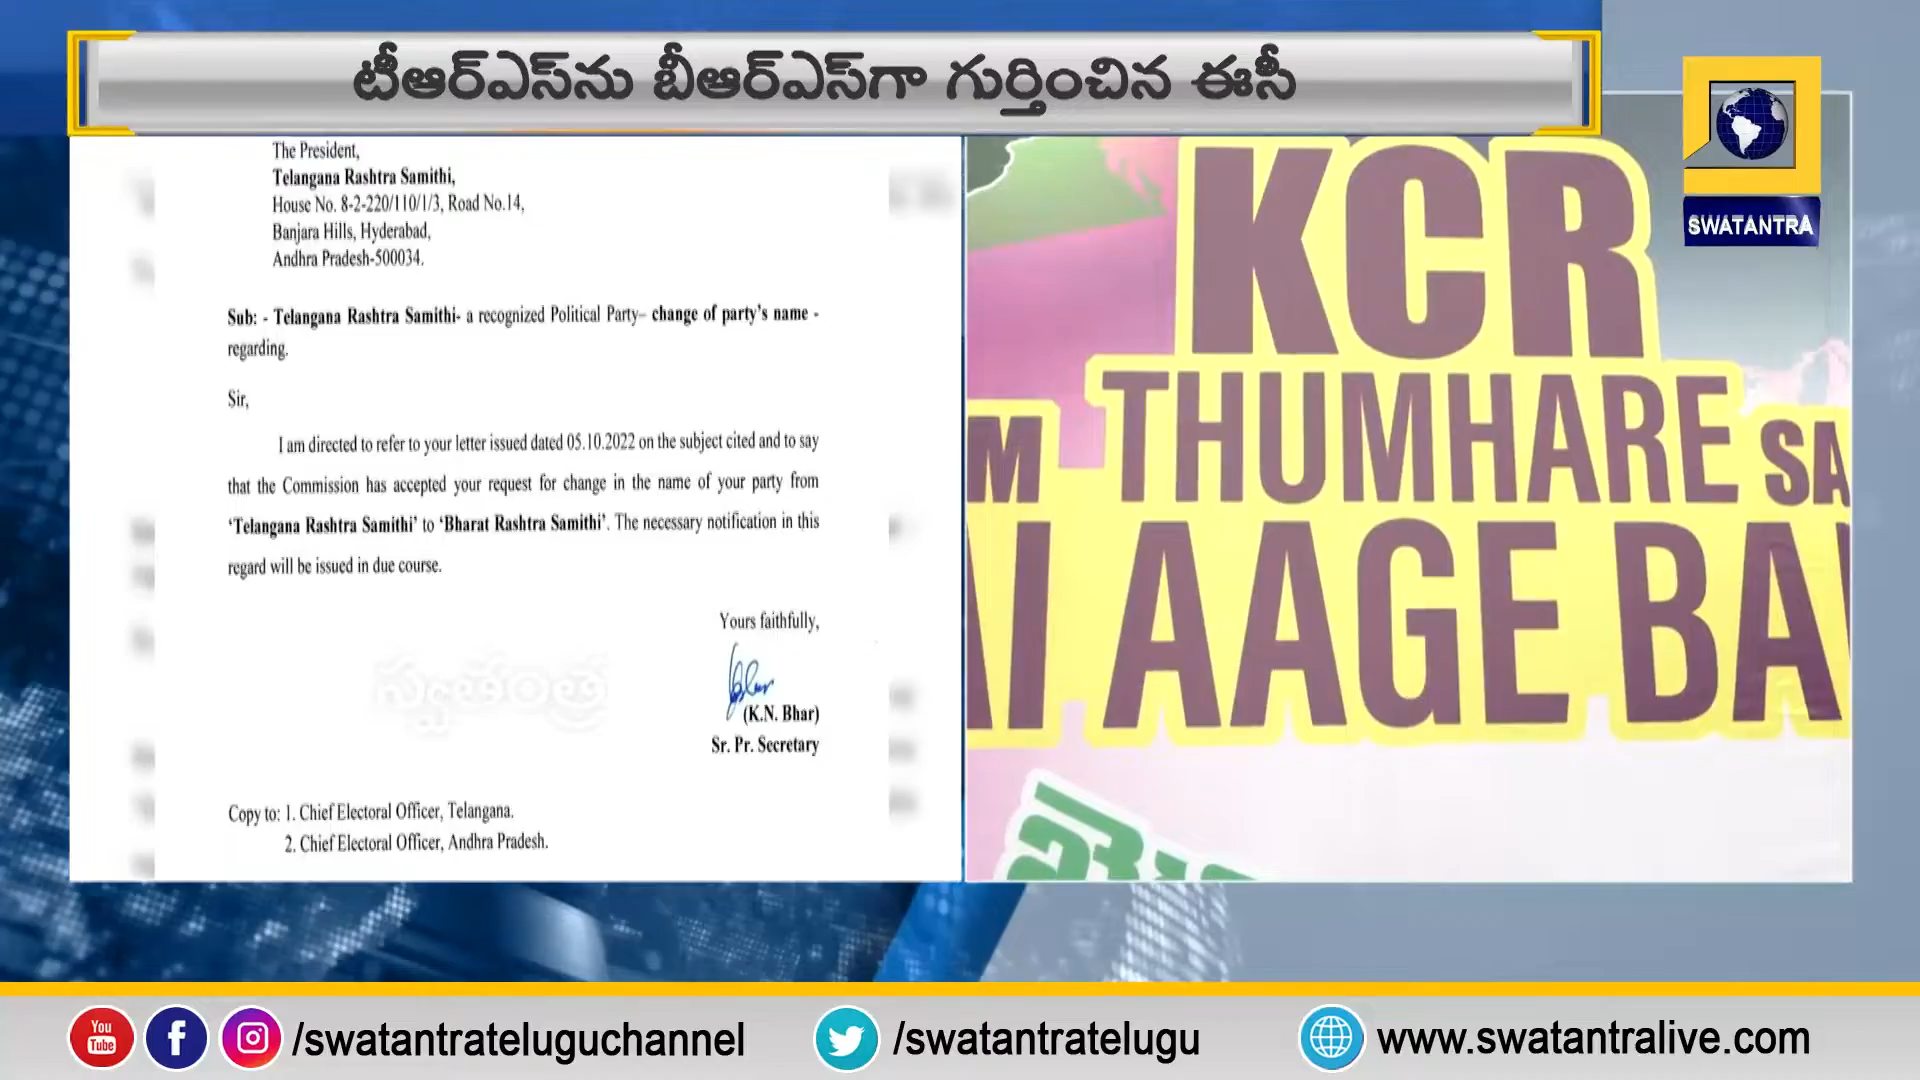 టీఆర్ఎస్‌ను బీఆర్ఎస్‌గా గుర్తించిన ఈసీ
SWATANTRA
The President,
Telangana Rashtra Samithi,
House No. 8-2-220/110/1/3, Road No.14,
Banjara Hills, Hyderabad,
Andhra Pradesh-500034.
Sub: - Telangana Rashtra Samithi- a recognized Political Party– change of party's name -
regarding.
Sir,
I am directed to refer to your letter issued dated 05.10.2022 on the subject cited and to say
that the Commission has accepted your request for change in the name of your party from
'Telangana Rashtra Samithi' to 'Bharat Rashtra Samithi'. The necessary notification in this
regard will be issued in due course.
Yours faithfully,
స్వతంత్ర
(K.N. Bhar)
Sr. Pr. Secretary
Copy to: 1. Chief Electoral Officer, Telangana.
2. Chief Electoral Officer, Andhra Pradesh.
KCR
THUMHARE
AAGE
You
Tube
/swatantrateluguchannel
/swatantratelugu
www.swatantralive.com